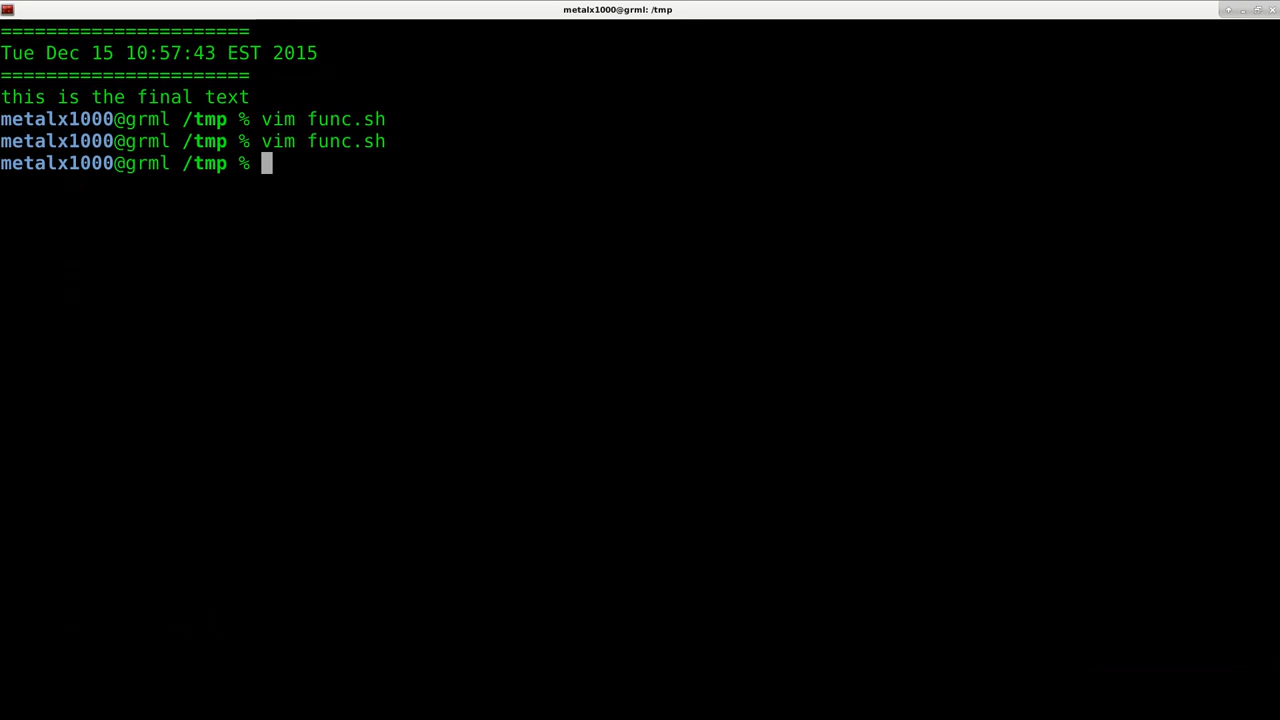 metalx1000@grml: /tmp
======================
Tue Dec 15 10:57:43 EST 2015
======================
this is the final text
metalx1000@grml /tmp % vim func.sh
metalx1000@grml /tmp % vim func.sh
metalx1000@grml /tmp %